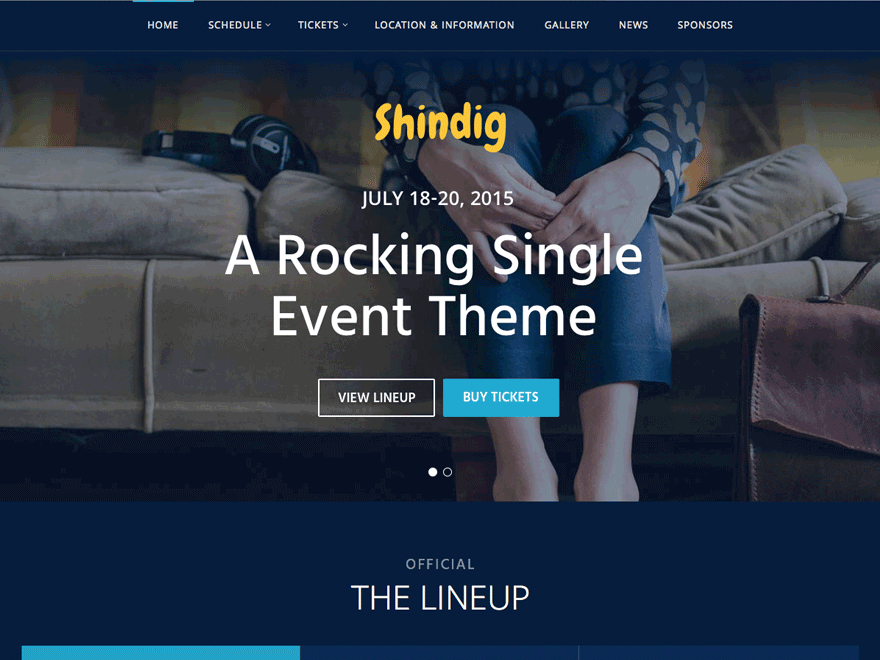 HOME SCHEDULE TICKETS LOCATION & INFORMATION GALLERY NEWS SPONSORS
Shindig
JULY 18-20, 2015
A Rocking Single
Event Theme
VIEW LINEUP BUY TICKETS
OFFICIAL
THE LINEUP